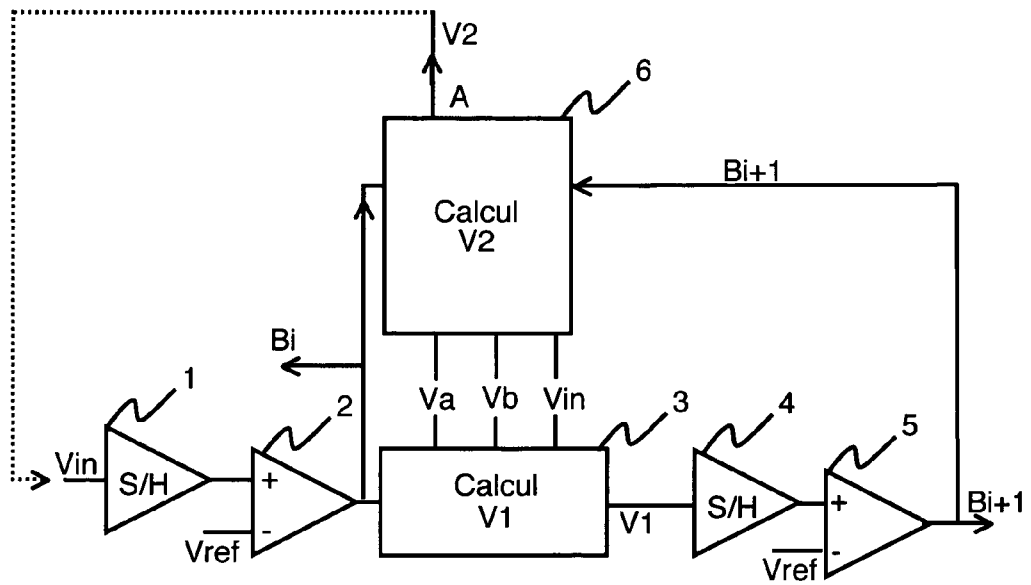 V2
A
6
Bi+1
Calcul
V2
Bi
Va
Vb
Vin
1
2
3
4
5
Vin
S/H
+
-
Vref
Calcul
V1
V1
S/H
+
-
Vref
Bi+1